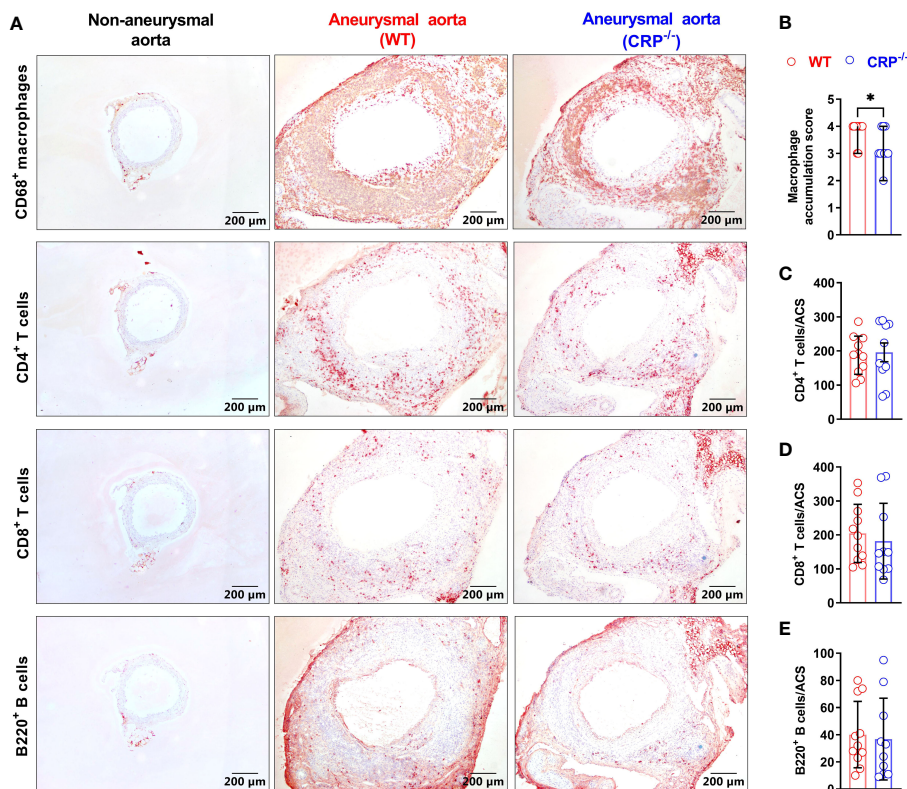 A
Non-aneurysmal
aorta
Aneurysmal aorta
(WT)
Aneurysmal aorta
(CRP-/-)
CD68+ macrophages
200 µm
200 µm
200 µm
CD4+ T cells
200 µm
200 µm
200 µm
CD8+ T cells
200 µm
200 µm
200 µm
B220+ B cells
200 µm
200 µm
200 µm
B
WT
CRP-/-
Macrophage
accumulation score
*
5
4
3
2
1
0
C
CD4+ T cells/ACS
400
300
200
100
0
D
CD8+ T cells/ACS
400
300
200
100
0
E
B220+ B cells/ACS
100
80
60
40
20
0